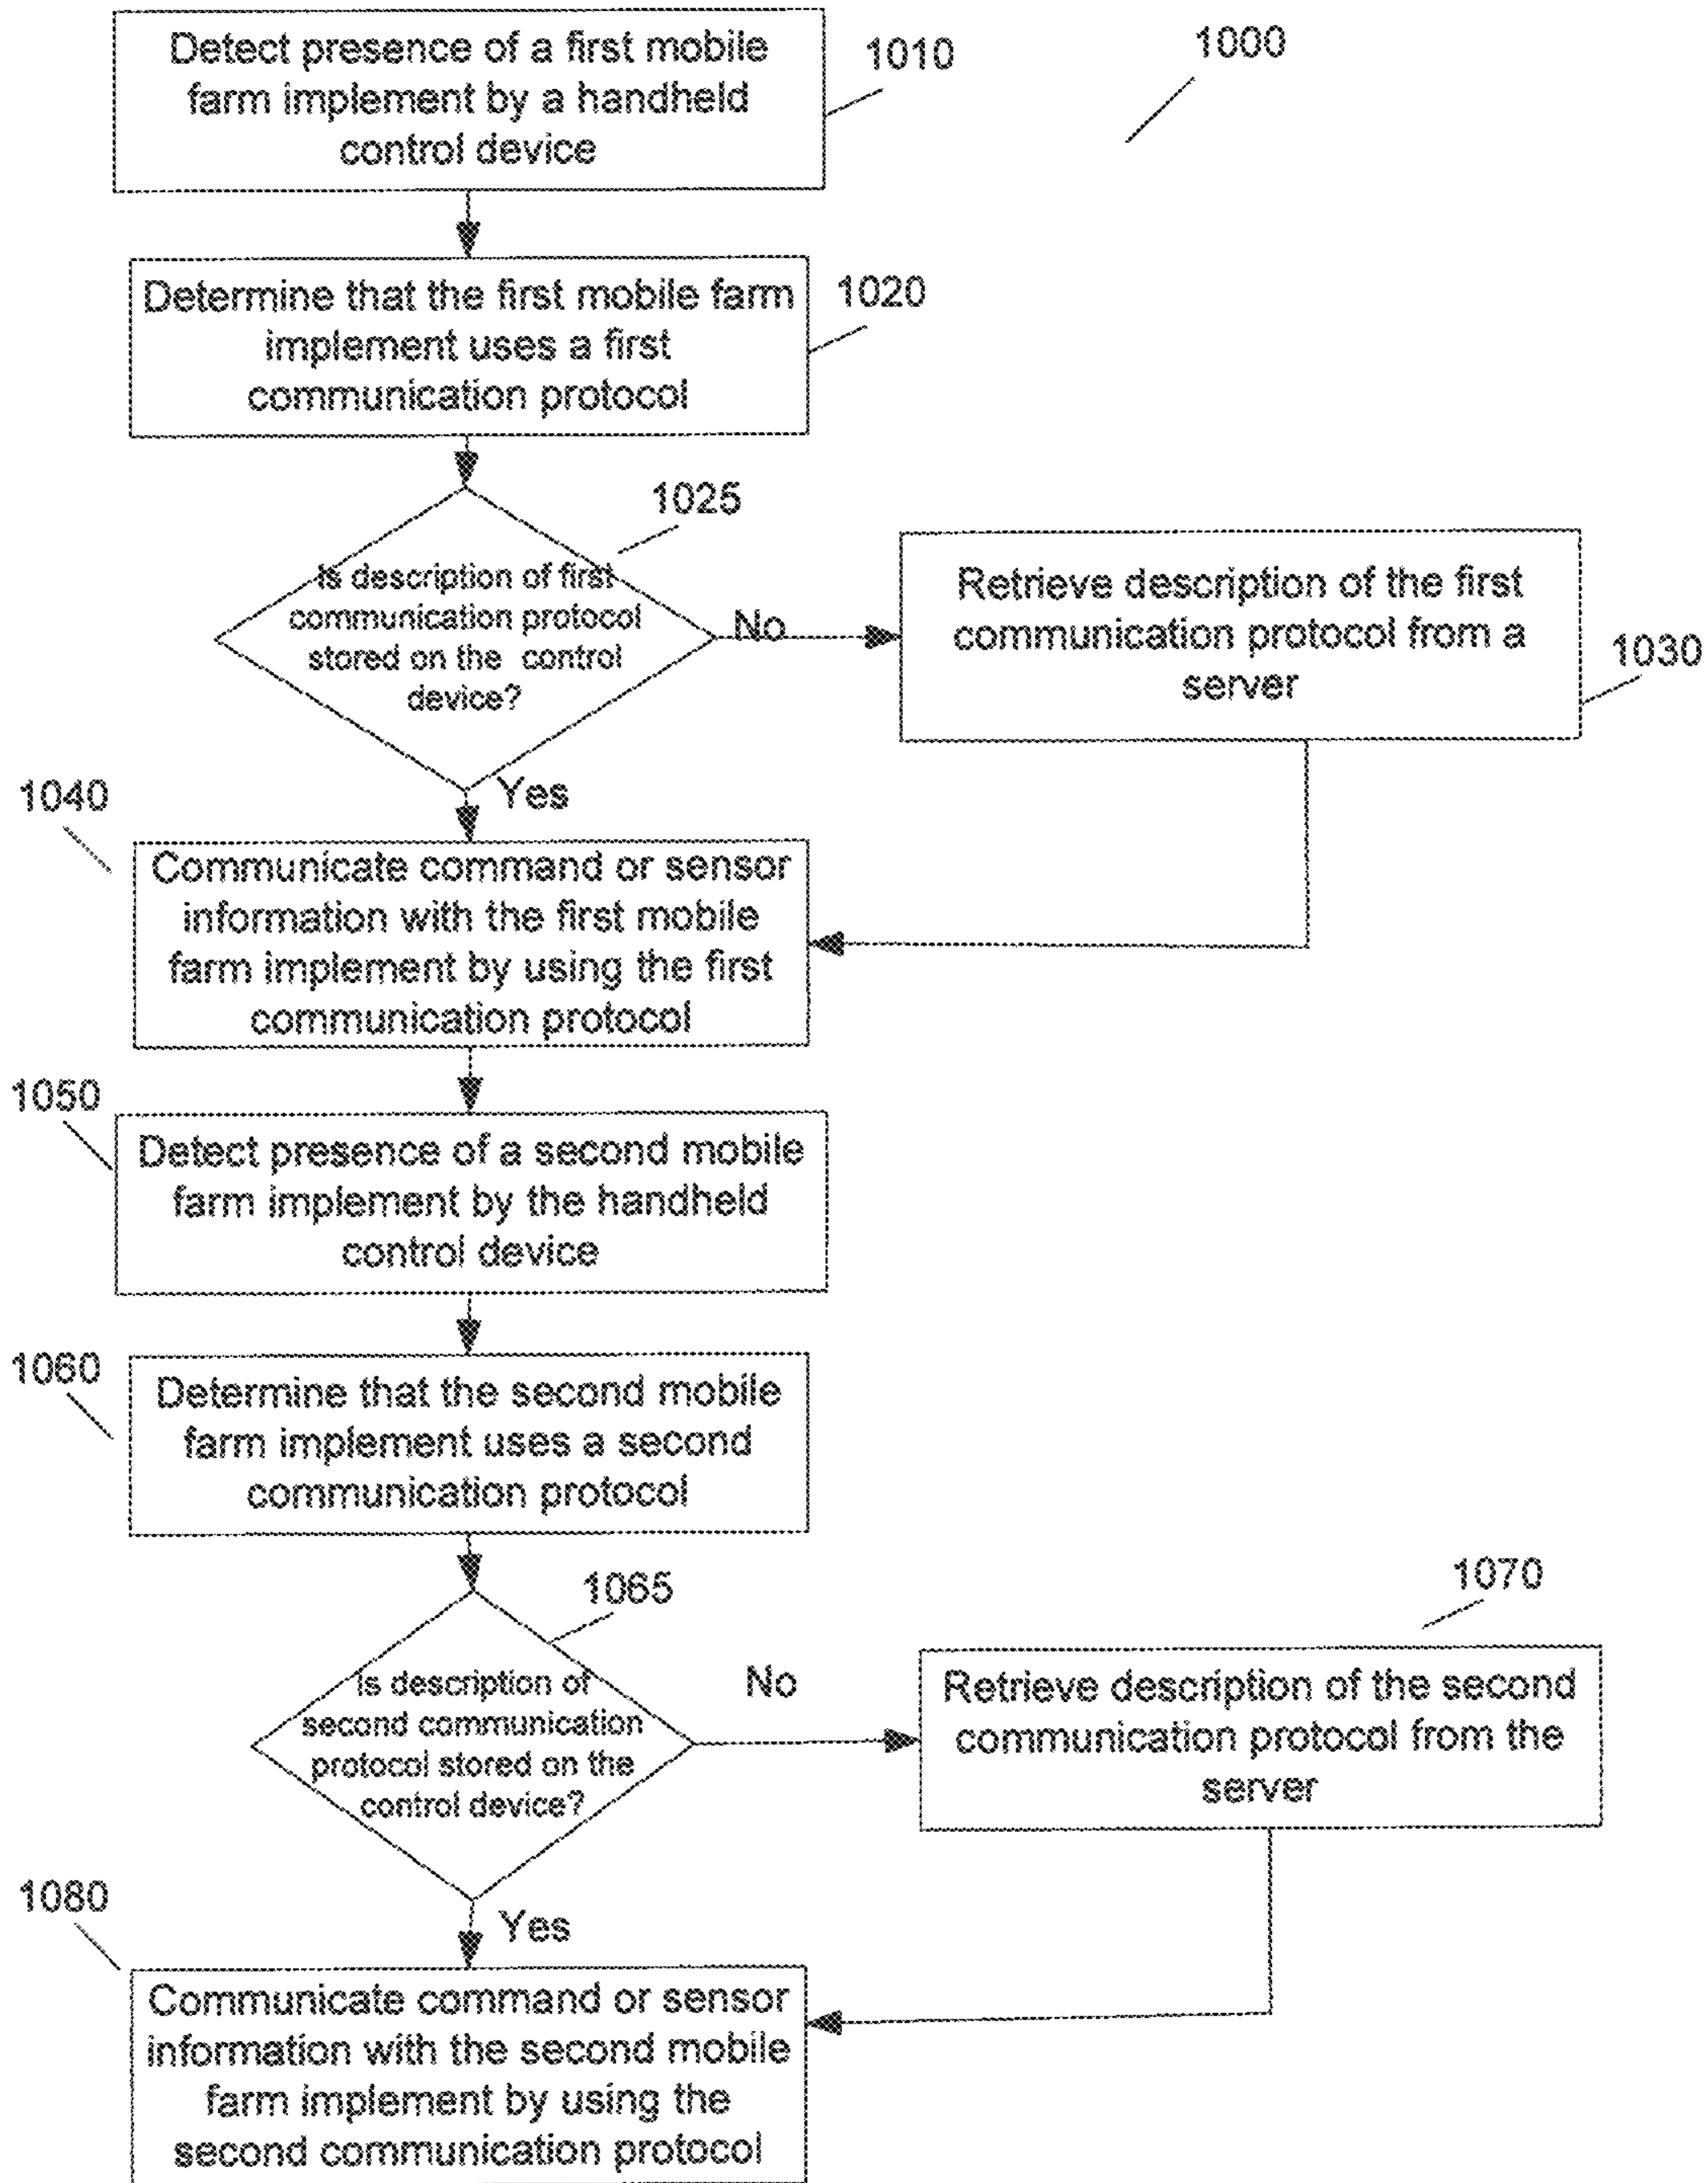 Detect presence of a first mobile
farm implement by a handheld
control device
1010
1000
Determine that the first mobile farm
implement uses a first
communication protocol
1020
1025
Is description of first
communication protocol
stored on the control
device?
No
Retrieve description of the first
communication protocol from a
server
1030
Yes
1040
Communicate command or sensor
information with the first mobile
farm implement by using the first
communication protocol
1050
Detect presence of a second mobile
farm implement by the handheld
control device
1060
Determine that the second mobile
farm implement uses a second
communication protocol
1065
Is description of
second communication
protocol stored on the
control device?
No
1070
Retrieve description of the second
communication protocol from the
server
Yes
1080
Communicate command or sensor
information with the second mobile
farm implement by using the
second communication protocol